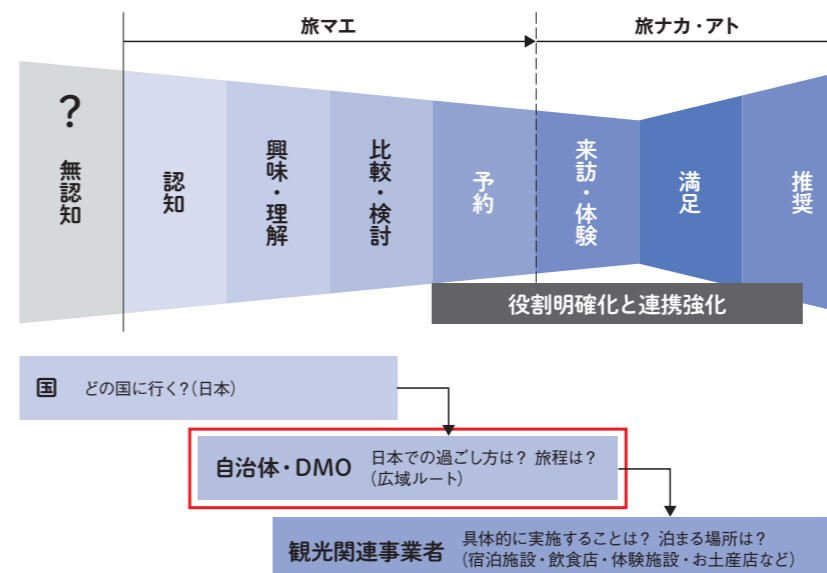 旅マエ
旅ナカ・アト
?
無認知
認知
興味・理解
比較・検討
予約
来訪・体験
満足
推奨
役割明確化と連携強化
国 どの国に行く?(日本)
自治体・DMO 日本での過ごし方は? 旅程は?
(広域ルート)
観光関連事業者 具体的に実施することは? 泊まる場所は?
(宿泊施設・飲食店・体験施設・お土産店など)